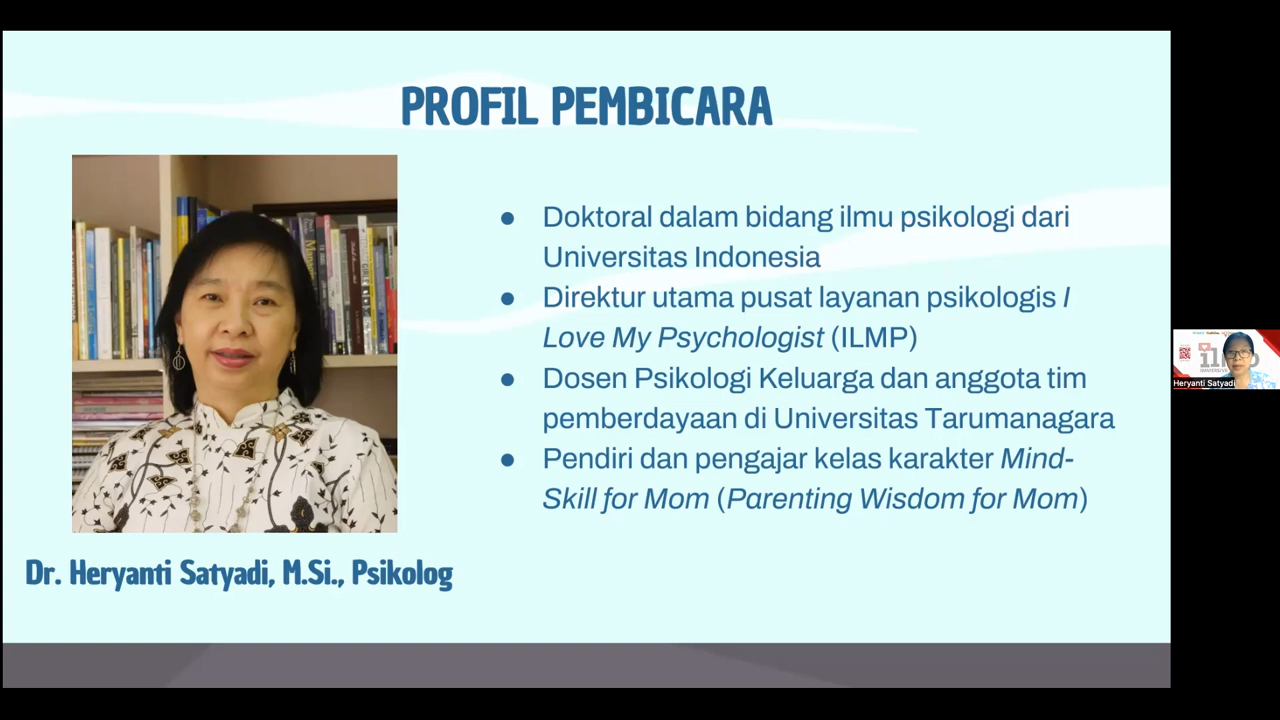 PROFIL PEMBICARA
● Doktoral dalam bidang ilmu psikologi dari
Universitas Indonesia
● Direktur utama pusat layanan psikologis I
Love My Psychologist (ILMP)
● Dosen Psikologi Keluarga dan anggota tim
pemberdayaan di Universitas Tarumanagara
● Pendiri dan pengajar kelas karakter Mind-
Skill for Mom (Parenting Wisdom for Mom)
Dr. Heryanti Satyadi, M.Si., Psikolog
Heryanti Satyadi